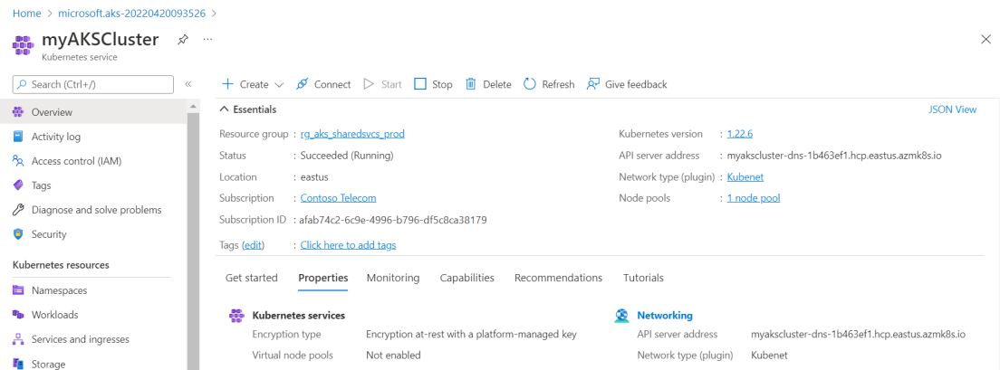 Home > microsoft.aks-20220420093526 >
myAKSCluster ...
Kubernetes service
Search (Ctrl+/) «
Create Connect Start Stop Delete Refresh Give feedback
Overview
Activity log
Access control (IAM)
Tags
Diagnose and solve problems
Security
Kubernetes resources
Namespaces
Workloads
Services and ingresses
Storage
Essentials JSON View
Resource group : rg_aks_sharedsvcs_prod
Status : Succeeded (Running)
Location : eastus
Subscription : Contoso Telecom
Subscription ID : afab74c2-6c9e-4996-b796-df5c8ca38179
Tags (edit) : Click here to add tags
Kubernetes version : 1.22.6
API server address : myakscluster-dns-1b463ef1.hcp.eastus.azmk8s.io
Network type (plugin) : Kubenet
Node pools : 1 node pool
Get started Properties Monitoring Capabilities Recommendations Tutorials
Kubernetes services
Encryption type Encryption at-rest with a platform-managed key
Virtual node pools Not enabled
Networking
API server address myakscluster-dns-1b463ef1.hcp.eastus.azmk8s.io
Network type (plugin) Kubenet